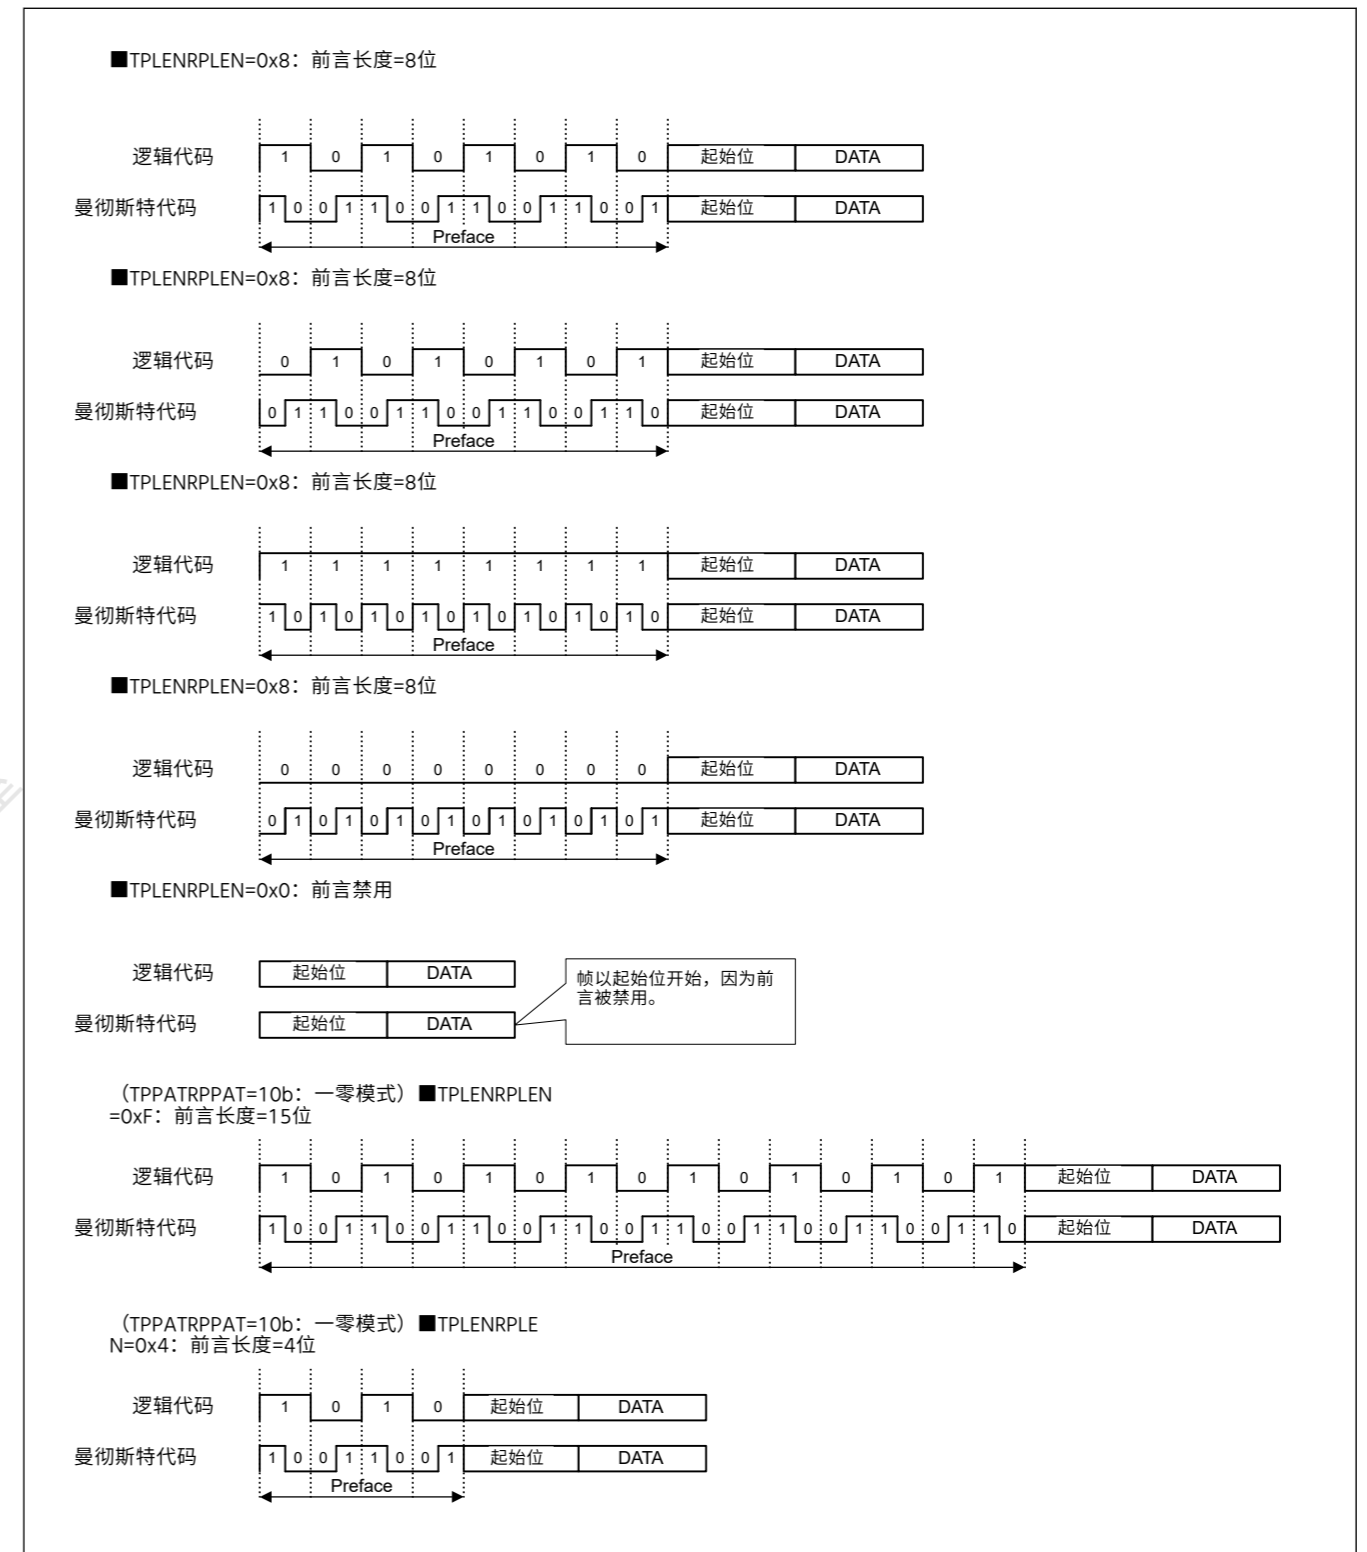 ■TPLENRPLEN=0x8：前言长度=8位
逻辑代码 1 0 1 0 1 0 1 0 起始位 DATA
曼彻斯特代码 1 0 0 1 1 0 0 1 1 0 0 1 1 0 0 1 起始位 DATA
Preface
■TPLENRPLEN=0x8：前言长度=8位
逻辑代码 0 1 0 1 0 1 0 1 起始位 DATA
曼彻斯特代码 0 1 1 0 0 1 1 0 0 1 1 0 0 1 1 0 起始位 DATA
Preface
■TPLENRPLEN=0x8：前言长度=8位
逻辑代码 1 1 1 1 1 1 1 1 起始位 DATA
曼彻斯特代码 1 0 1 0 1 0 1 0 1 0 1 0 1 0 1 0 起始位 DATA
Preface
■TPLENRPLEN=0x8：前言长度=8位
逻辑代码 0 0 0 0 0 0 0 0 起始位 DATA
曼彻斯特代码 0 1 0 1 0 1 0 1 0 1 0 1 0 1 0 1 起始位 DATA
Preface
■TPLENRPLEN=0x0：前言禁用
逻辑代码 起始位 DATA
帧以起始位开始，因为前
言被禁用。
曼彻斯特代码 起始位 DATA
（TPPATRPPAT=10b：一零模式）■TPLENRPLEN
=0xF：前言长度=15位
逻辑代码 1 0 1 0 1 0 1 0 1 0 1 0 1 0 1 起始位 DATA
曼彻斯特代码 1 0 0 1 1 0 0 1 1 0 0 1 1 0 0 1 1 0 0 1 1 0 0 1 1 0 0 1 1 0 起始位 DATA
Preface
（TPPATRPPAT=10b：一零模式）■TPLENRPLE
N=0x4：前言长度=4位
逻辑代码 1 0 1 0 起始位 DATA
曼彻斯特代码 1 0 0 1 1 0 0 1 起始位 DATA
Preface